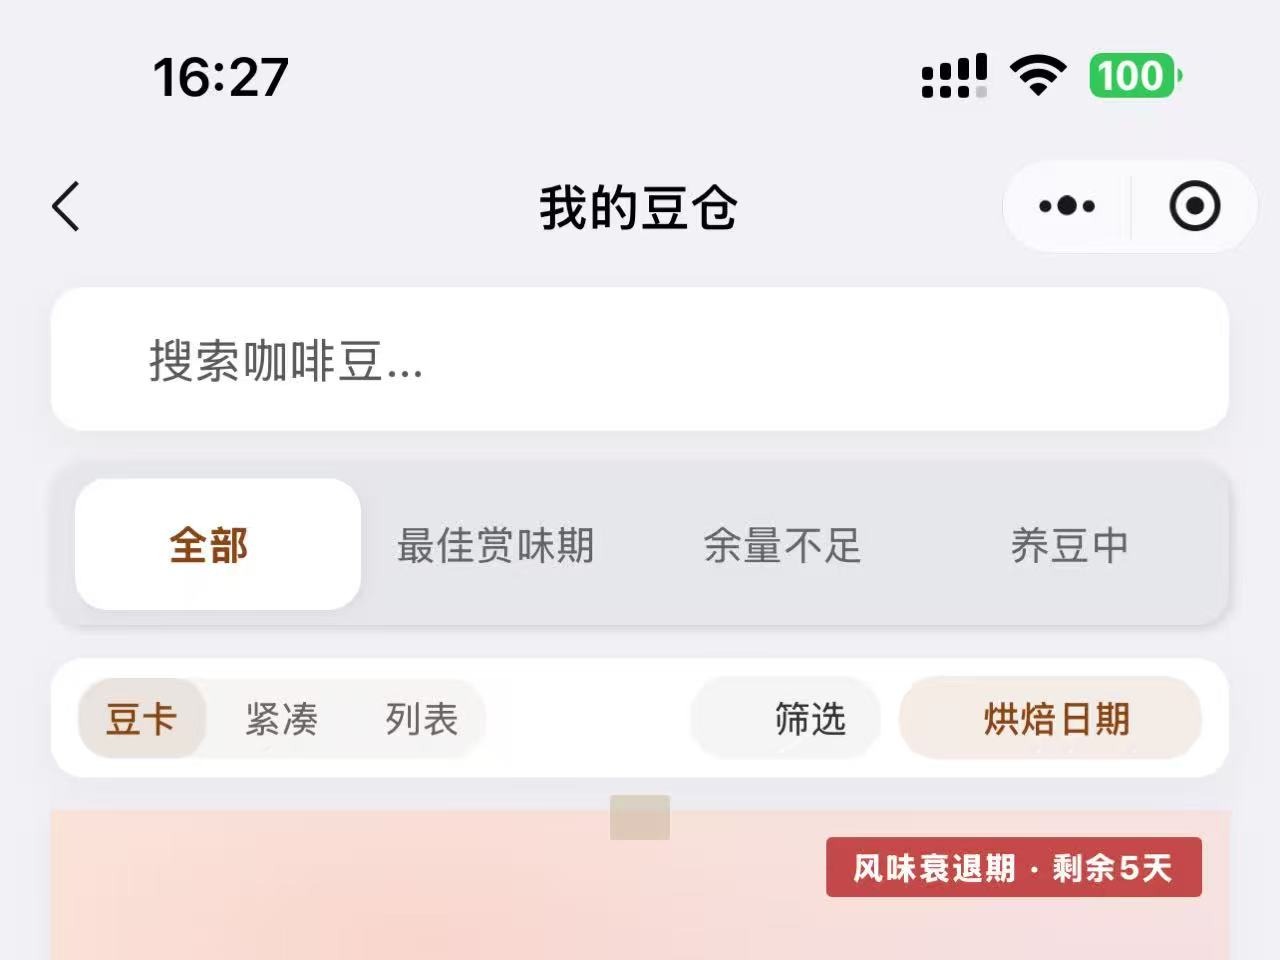 16:27
100
我的豆仓
搜索咖啡豆...
全部 最佳赏味期 余量不足 养豆中
豆卡 紧凑 列表 筛选 烘焙日期
风味衰退期 · 剩余5天